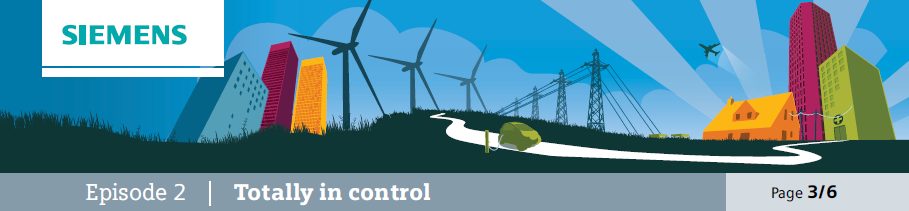 SIEMENS
Episode 2 | Totally in control
Page 3/6